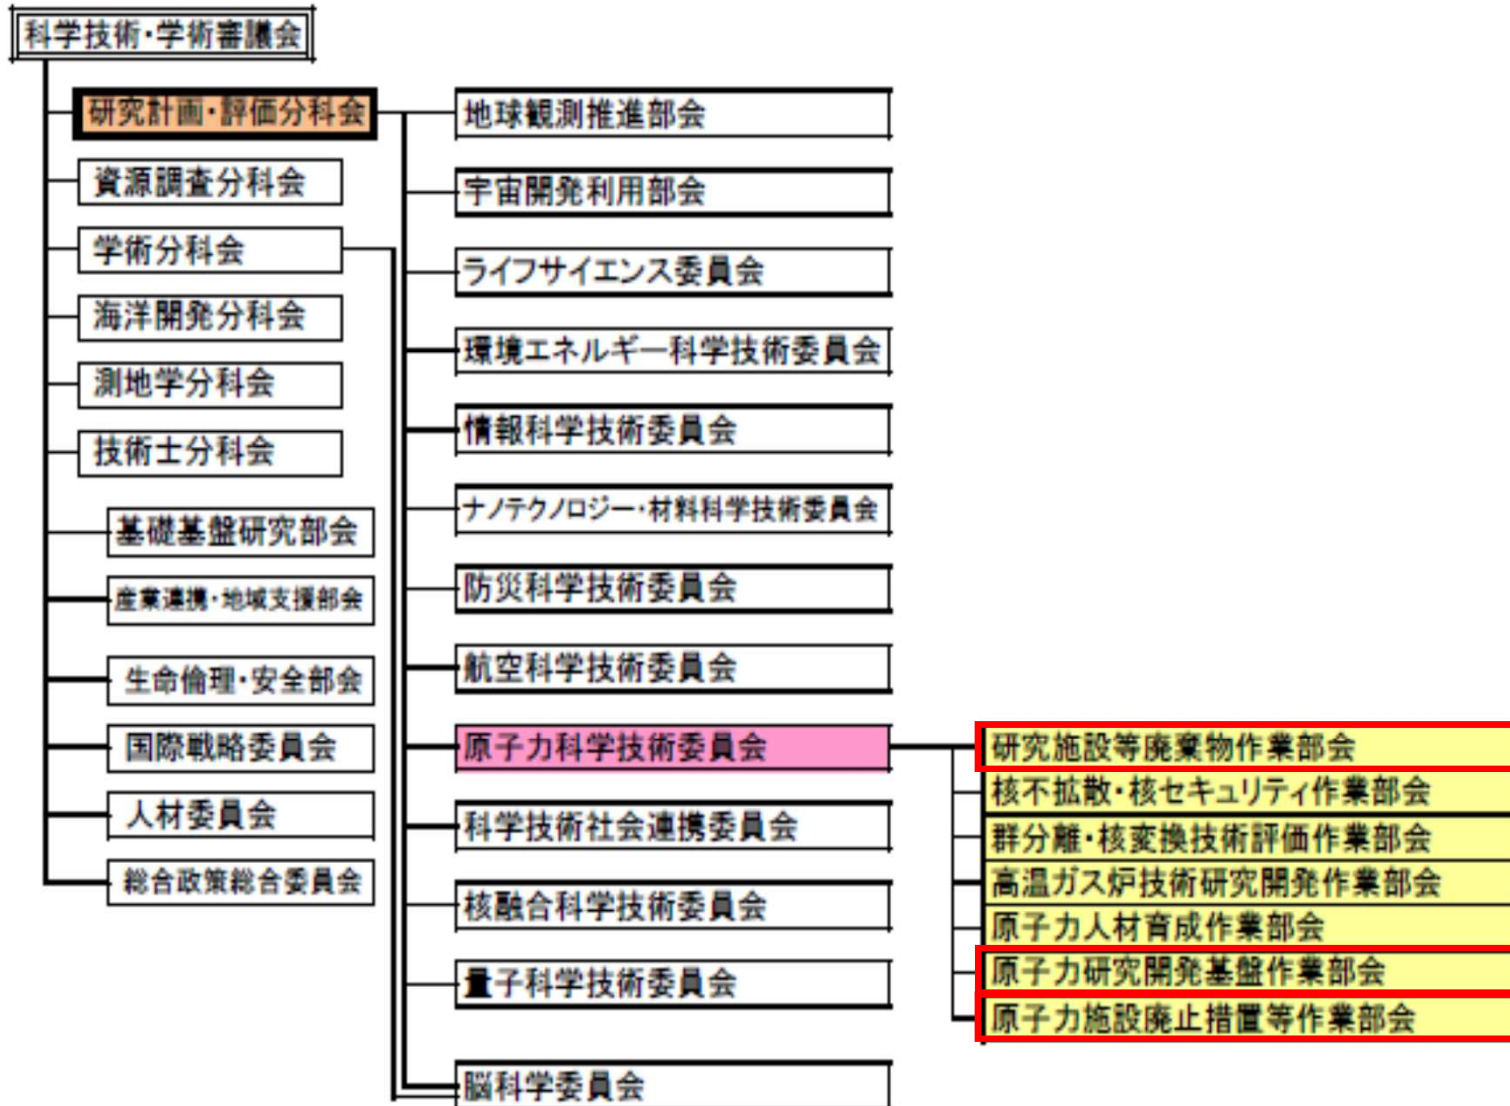 科学技術・学術審議会
研究計画・評価分科会
資源調査分科会
学術分科会
海洋開発分科会
測地学分科会
技術士分科会
基礎基盤研究部会
産業連携・地域支援部会
生命倫理・安全部会
国際戦略委員会
人材委員会
総合政策総合委員会
地球観測推進部会
宇宙開発利用部会
ライフサイエンス委員会
環境エネルギー科学技術委員会
情報科学技術委員会
ナノテクノロジー・材料科学技術委員会
防災科学技術委員会
航空科学技術委員会
原子力科学技術委員会
科学技術社会連携委員会
核融合科学技術委員会
量子科学技術委員会
脳科学委員会
研究施設等廃棄物作業部会
核不拡散・核セキュリティ作業部会
群分離・核変換技術評価作業部会
高温ガス炉技術研究開発作業部会
原子力人材育成作業部会
原子力研究開発基盤作業部会
原子力施設廃止措置等作業部会